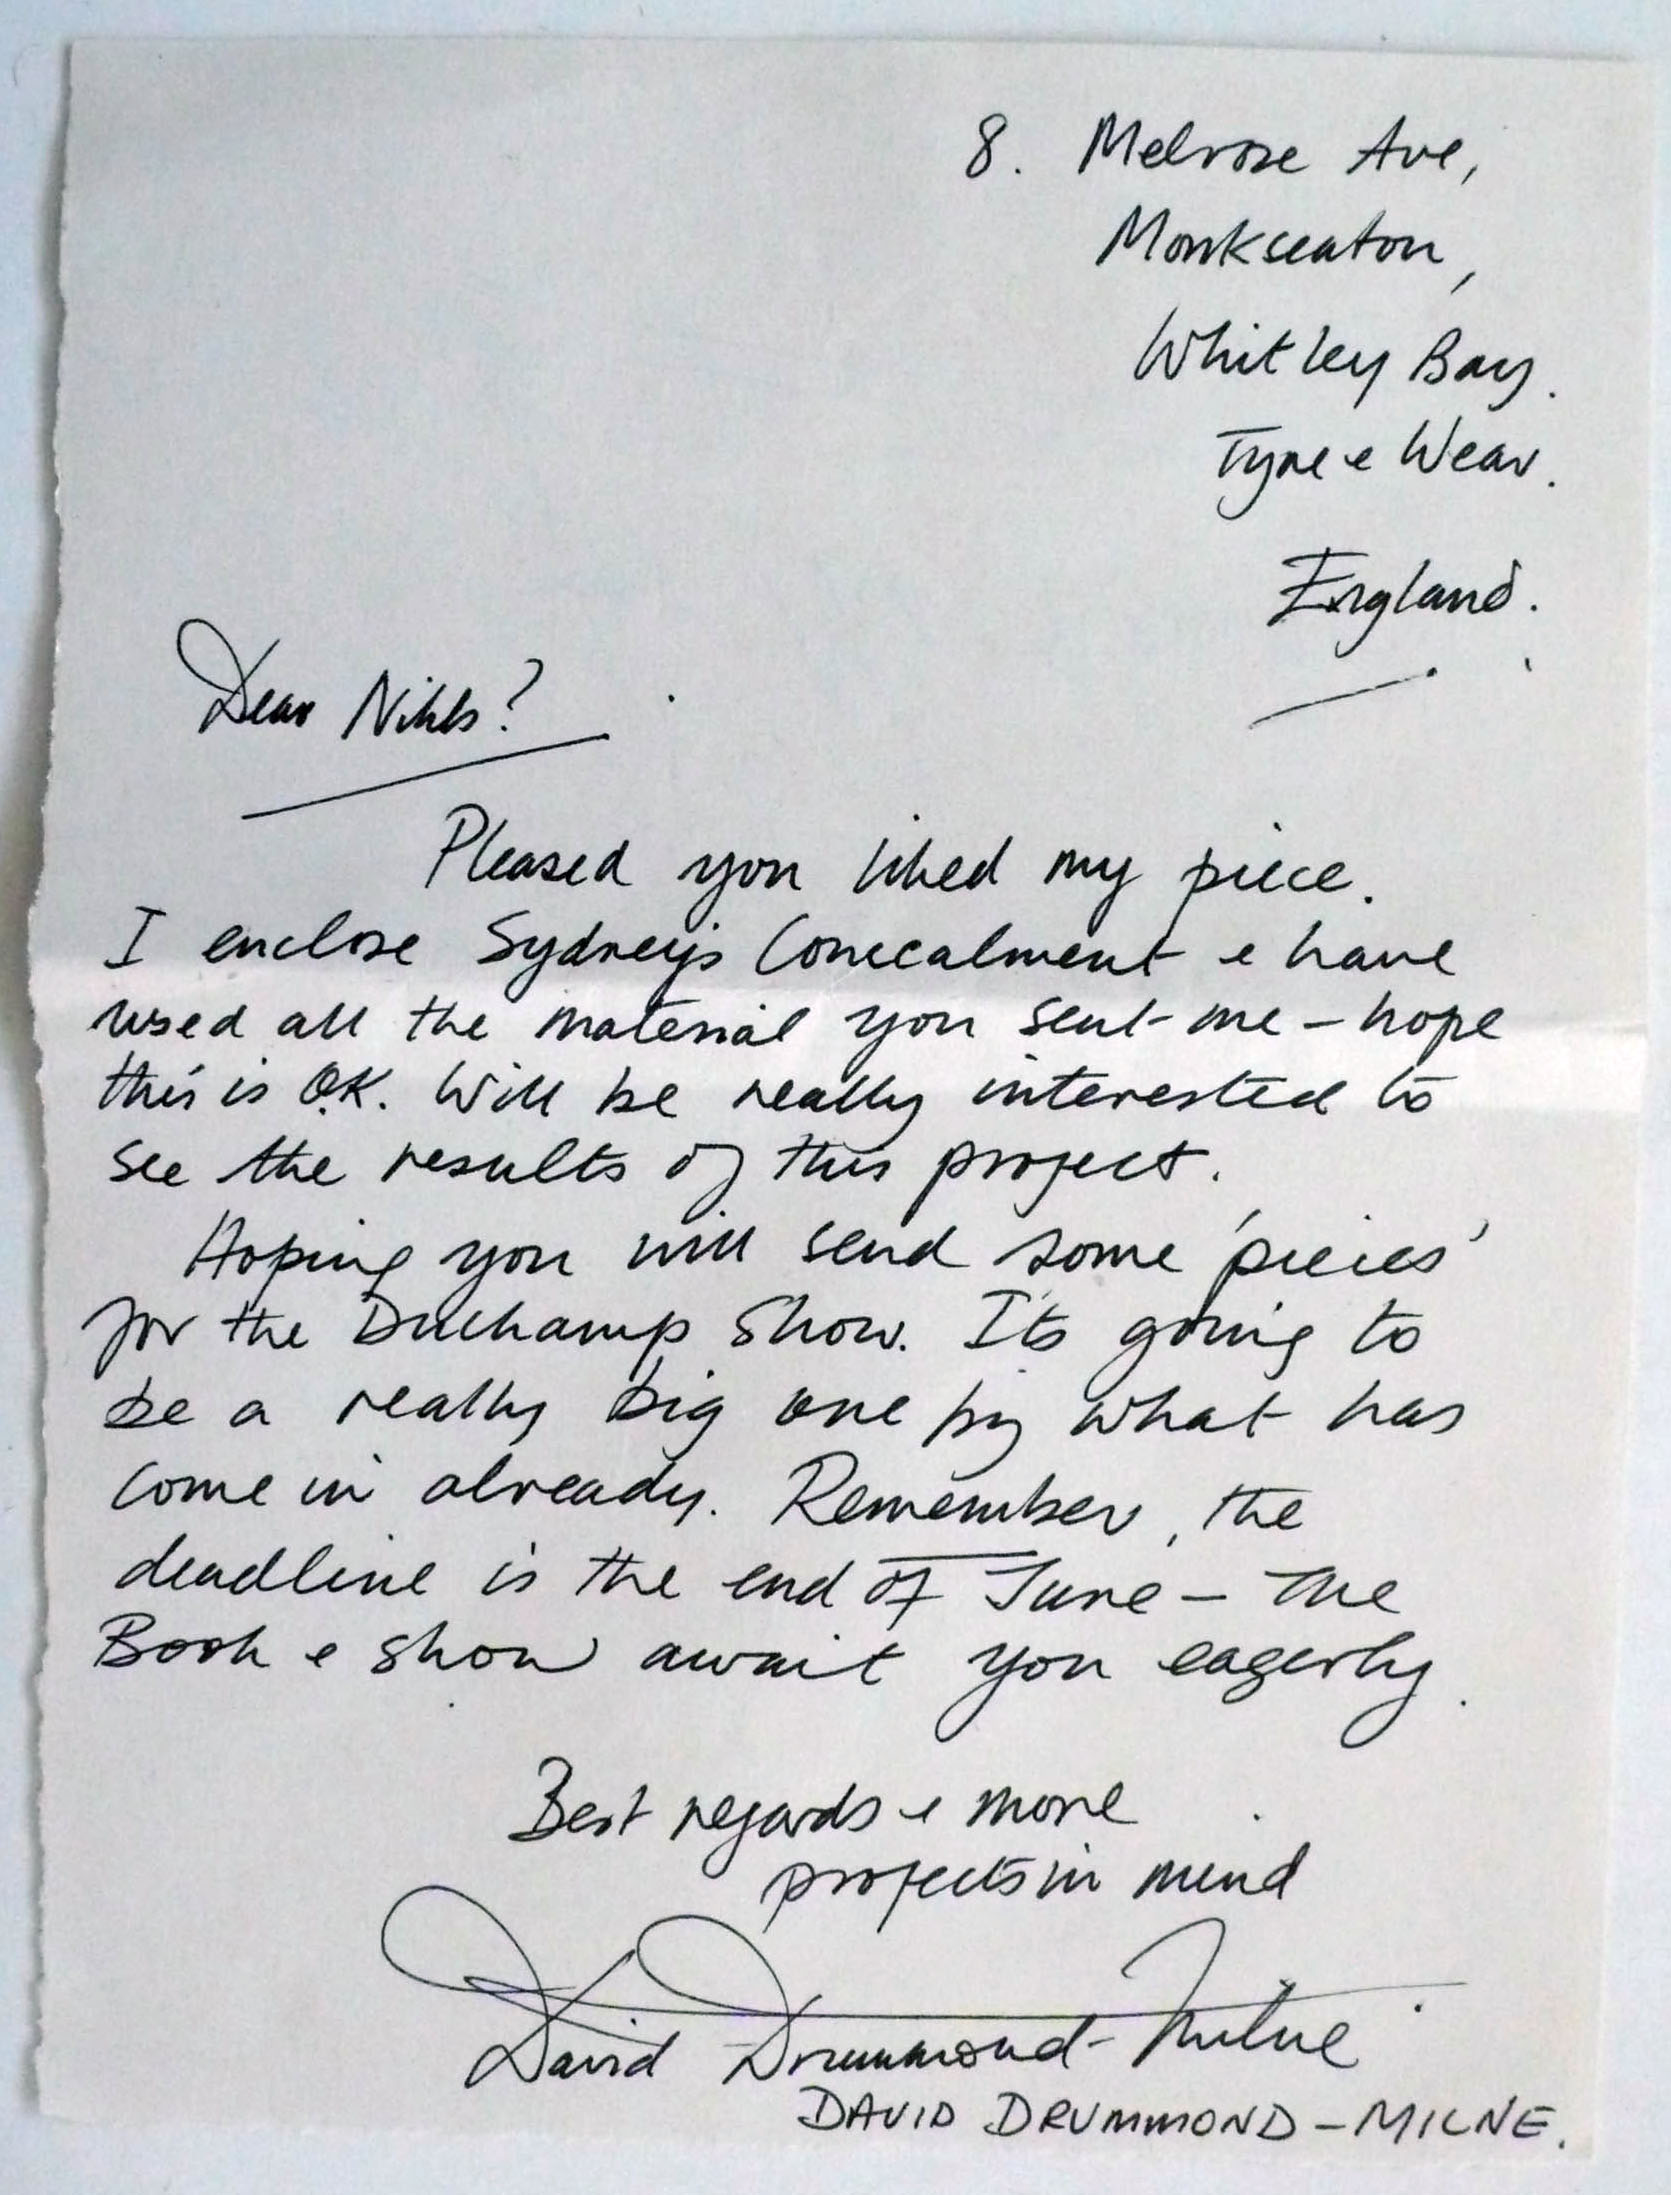 8. Melrose Ave,
Monkseaton,
Whitley Bay.
Tyne & Wear.
England.
Dear Nibbs?
Pleased you liked my piece.
I enclose Sydney's Concealment & have
used all the material you sent me – hope
this is O.K. Will be really interested to
see the results of this project.
Hoping you will send some 'pieces'
for the Duchamp Show. It's going to
be a really big one by what has
come in already. Remember, the
deadline is the end of June – the
Book & show await you eagerly.
Best regards & more
projects in mind
David Drummond-Milne
DAVID DRUMMOND – MILNE.